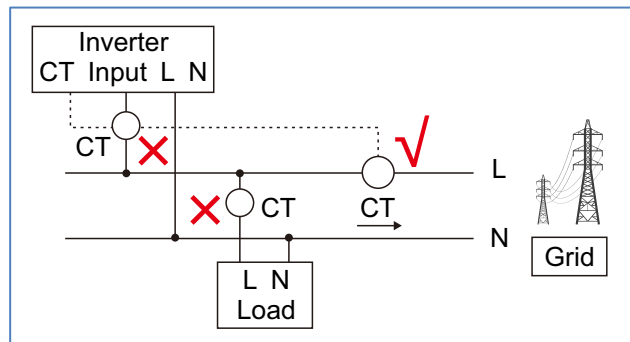 Inverter
CT Input L N
CT
L
CT
CT
N
Grid
L N
Load